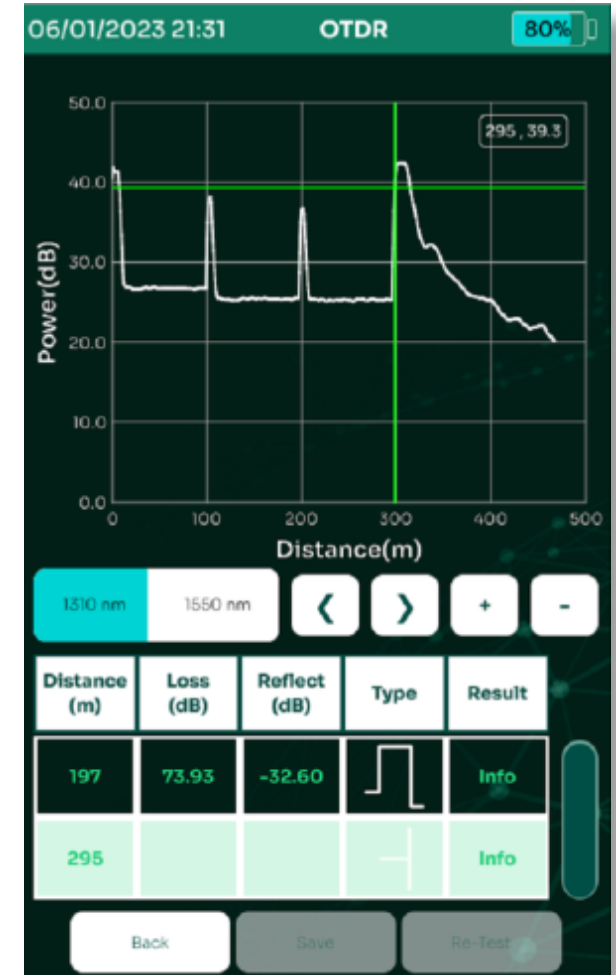 06/01/2023 21:31 OTDR 80%
50.0
295 , 39.3
40.0
30.0
20.0
10.0
0.0
Power(dB)
0 100 200 300 400 500
Distance(m)
1310 nm 1550 nm ❮ ❯ + -
Distance (m) Loss (dB) Reflect (dB) Type Result
197 73.93 -32.60 Info
295 Info
Back Save Re-Test